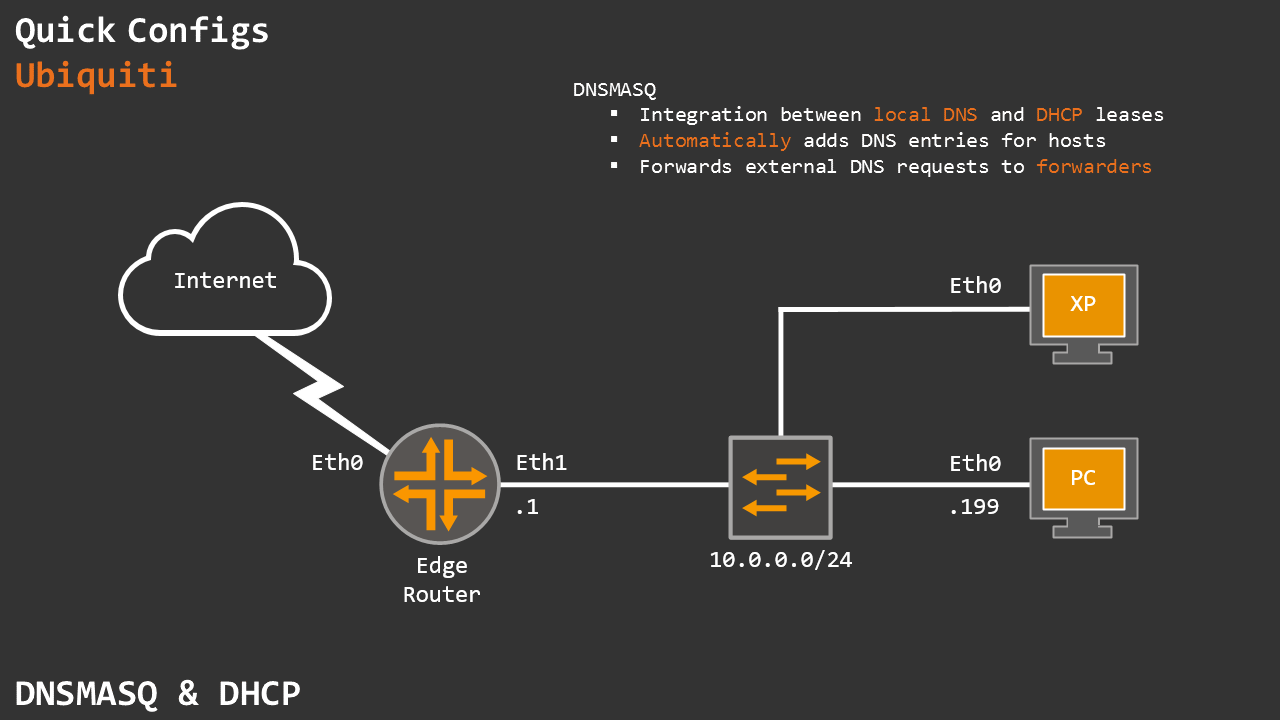 Quick Configs
Ubiquiti
DNSMASQ
▪ Integration between local DNS and DHCP leases
▪ Automatically adds DNS entries for hosts
▪ Forwards external DNS requests to forwarders
Internet
Eth0
XP
Eth0
Eth1
Eth0
PC
.1
.199
10.0.0.0/24
Edge
Router
DNSMASQ & DHCP